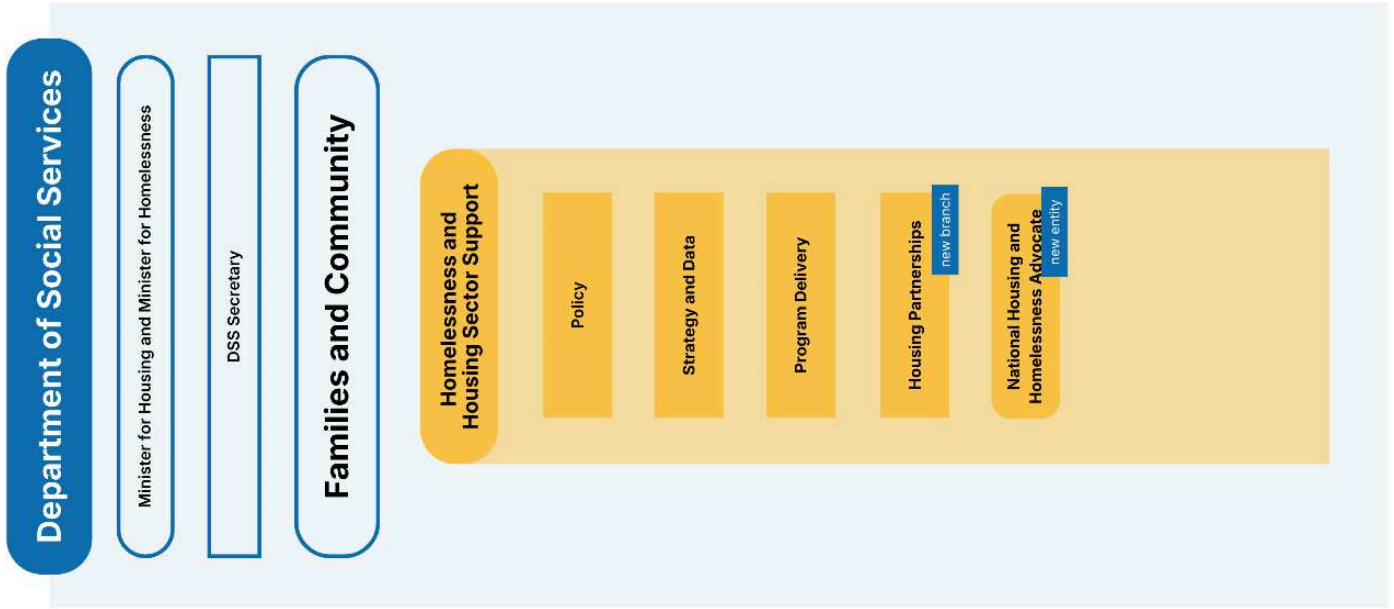 Department of Social Services
Minister for Housing and Minister for Homelessness
DSS Secretary
Families and Community
Homelessness and
Housing Sector Support
Policy
Strategy and Data
Program Delivery
Housing Partnerships
new branch
National Housing and
Homelessness Advocate
new entity